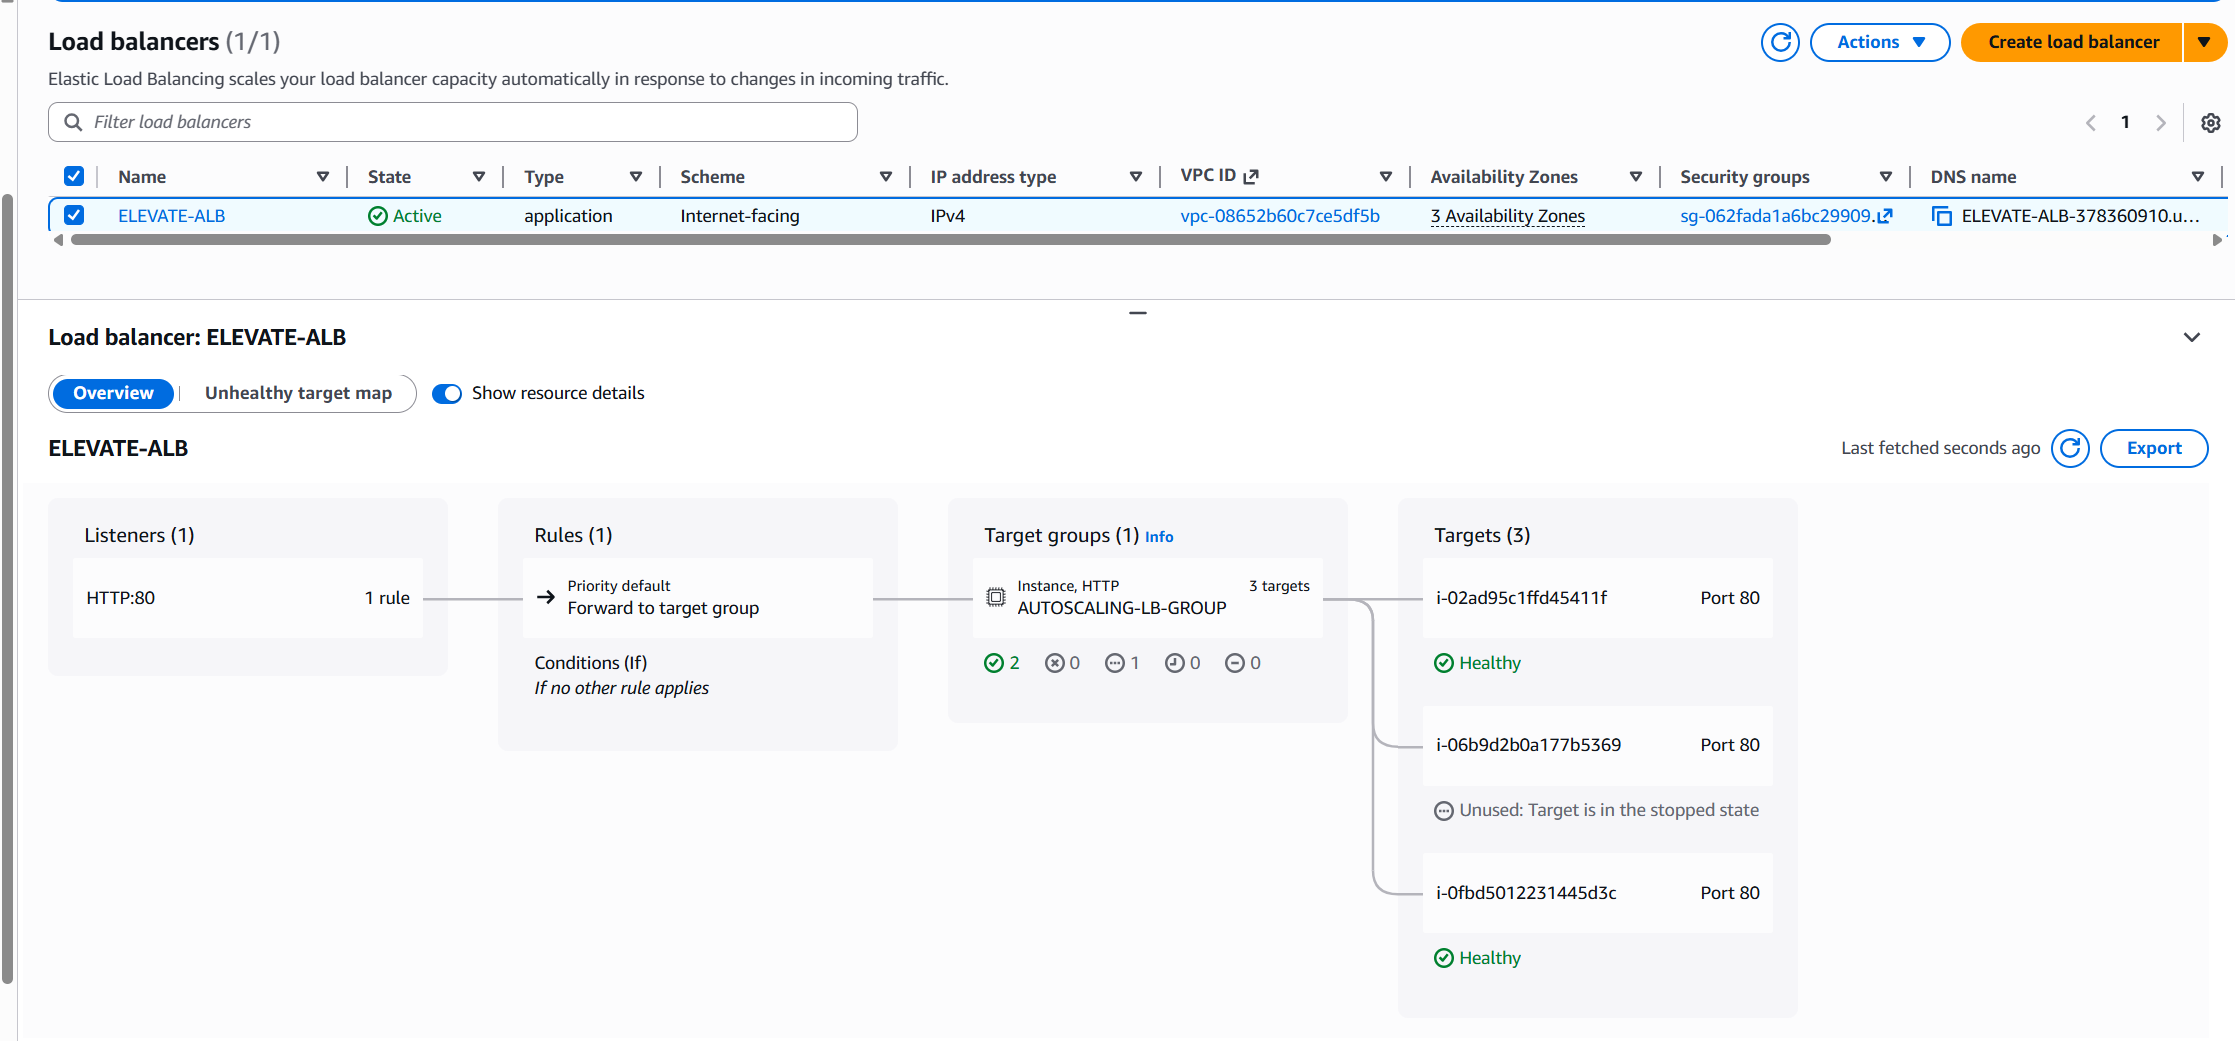 Load balancers (1/1)
Actions
Create load balancer
Elastic Load Balancing scales your load balancer capacity automatically in response to changes in incoming traffic.
Filter load balancers
1
Name State Type Scheme IP address type VPC ID Availability Zones Security groups DNS name
ELEVATE-ALB Active application Internet-facing IPv4 vpc-08652b60c7ce5df5b 3 Availability Zones sg-062fada1a6bc29909. ELEVATE-ALB-378360910.u...
Load balancer: ELEVATE-ALB
Overview Unhealthy target map Show resource details
ELEVATE-ALB
Last fetched seconds ago Export
Listeners (1)
HTTP:80 1 rule
Rules (1)
Priority default
Forward to target group
Conditions (If)
If no other rule applies
Target groups (1) Info
Instance, HTTP 3 targets
AUTOSCALING-LB-GROUP
2 0 1 0 0
Targets (3)
i-02ad95c1ffd45411f Port 80
Healthy
i-06b9d2b0a177b5369 Port 80
Unused: Target is in the stopped state
i-0fbd5012231445d3c Port 80
Healthy